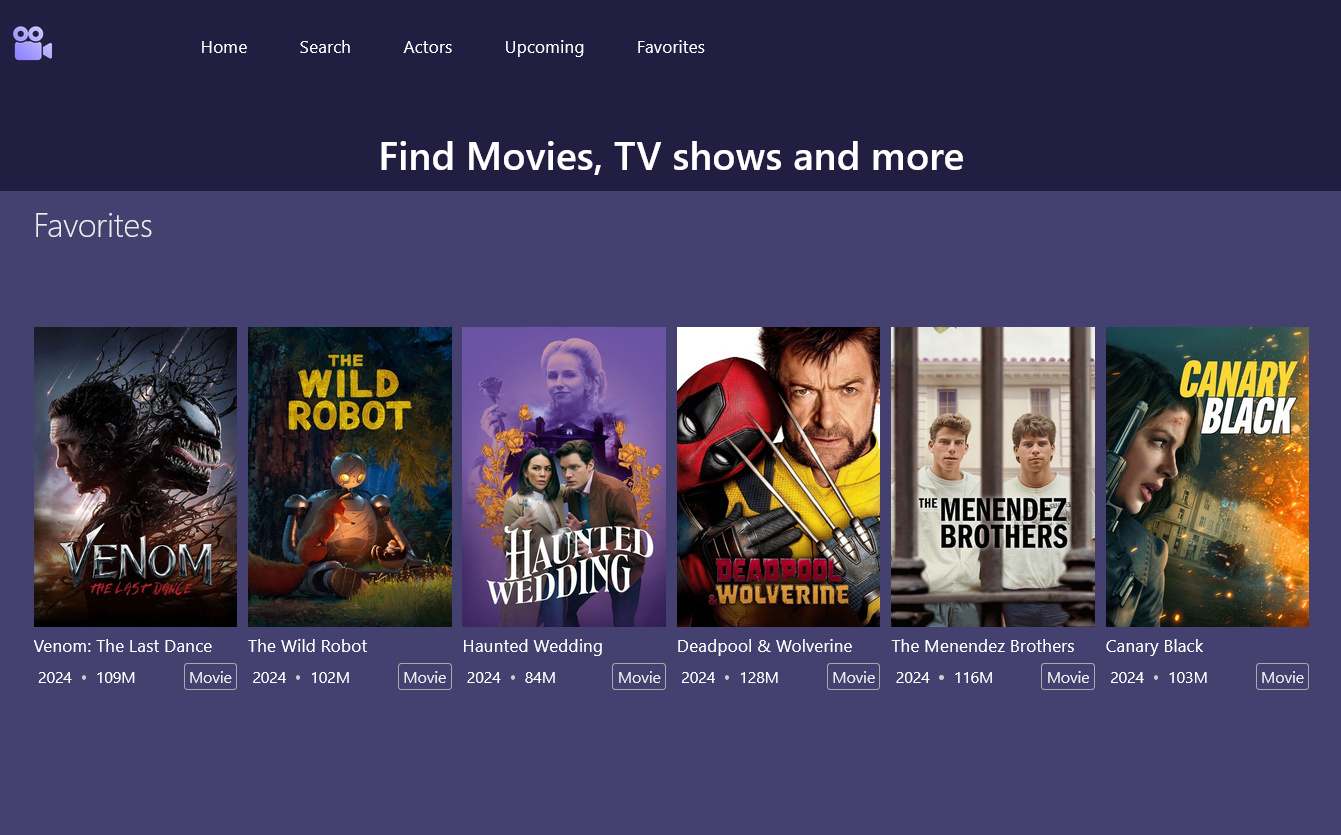 Home Search Actors Upcoming Favorites
Find Movies, TV shows and more
Favorites
VENOM
THE LAST DANCE
THE
WILD
ROBOT
HAUNTED
WEDDING
DEADPOOL
& WOLVERINE
THE MENENDEZ
BROTHERS
CANARY
BLACK
Venom: The Last Dance
2024 • 109M Movie
The Wild Robot
2024 • 102M Movie
Haunted Wedding
2024 • 84M Movie
Deadpool & Wolverine
2024 • 128M Movie
The Menendez Brothers
2024 • 116M Movie
Canary Black
2024 • 103M Movie